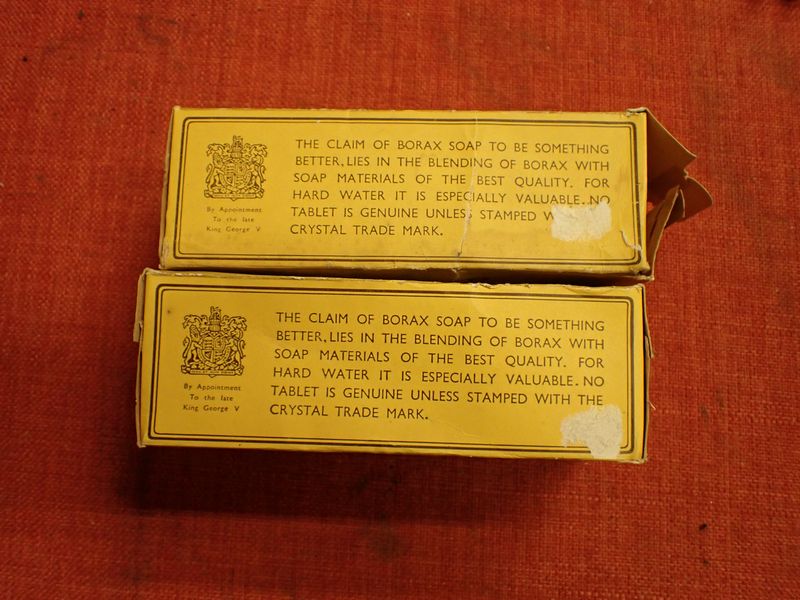 THE CLAIM OF BORAX SOAP TO BE SOMETHING
BETTER, LIES IN THE BLENDING OF BORAX WITH
SOAP MATERIALS OF THE BEST QUALITY. FOR
HARD WATER IT IS ESPECIALLY VALUABLE. NO
TABLET IS GENUINE UNLESS STAMPED
CRYSTAL TRADE MARK.
By Appointment
To the late
King George V
THE CLAIM OF BORAX SOAP TO BE SOMETHING
BETTER, LIES IN THE BLENDING OF BORAX WITH
SOAP MATERIALS OF THE BEST QUALITY. FOR
HARD WATER IT IS ESPECIALLY VALUABLE. NO
TABLET IS GENUINE UNLESS STAMPED WITH THE
CRYSTAL TRADE MARK.
By Appointment
To the late
King George V